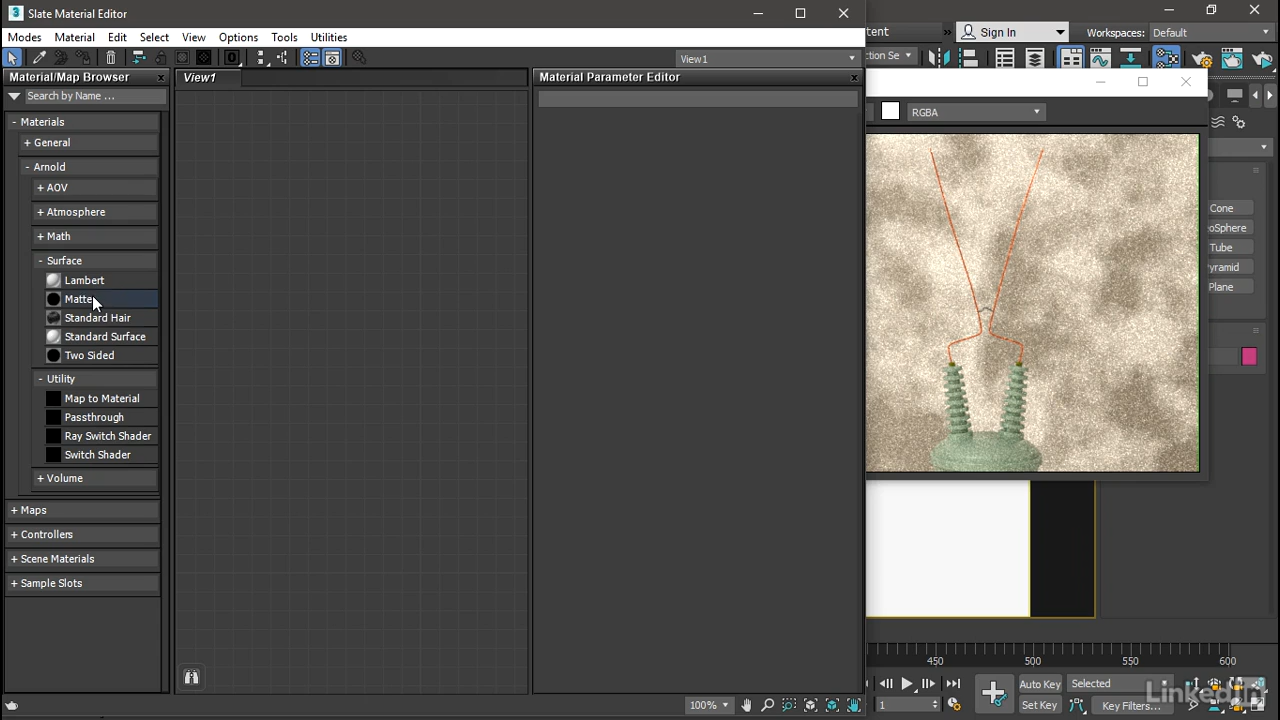 Slate Material Editor
Modes Material Edit Select View Options Tools Utilities
Sign In Workspaces: Default
View1
Material/Map Browser
View1
Material Parameter Editor
Search by Name ...
RGBA
- Materials
+ General
- Arnold
+ AOV
+ Atmosphere
+ Math
- Surface
Lambert
Matte
Standard Hair
Standard Surface
Two Sided
- Utility
Map to Material
Passthrough
Ray Switch Shader
Switch Shader
+ Volume
+ Maps
+ Controllers
+ Scene Materials
+ Sample Slots
Cone
Tube
Plane
450 500 550 600
Auto Key Selected
100% 1 Set Key Key Filters...
LinkedIn